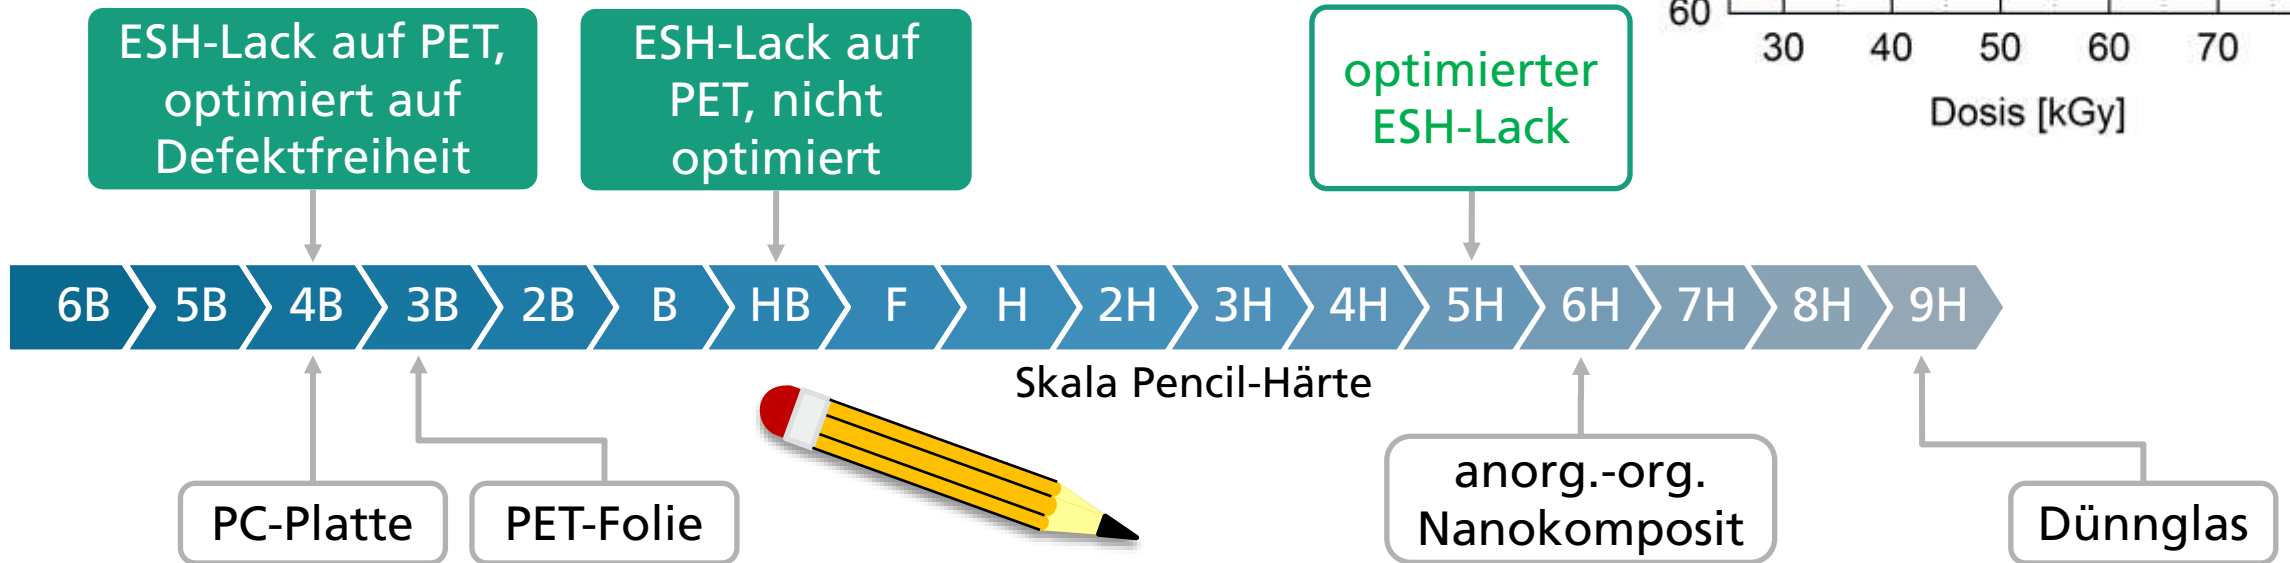 ESH-Lack auf PET,
optimiert auf
Defektfreiheit
ESH-Lack auf
PET, nicht
optimiert
optimierter
ESH-Lack
60
30 40 50 60 70
Dosis [kGy]
6B 5B 4B 3B 2B B HB F H 2H 3H 4H 5H 6H 7H 8H 9H
Skala Pencil-Härte
PC-Platte
PET-Folie
anorg.-org.
Nanokomposit
Dünnglas